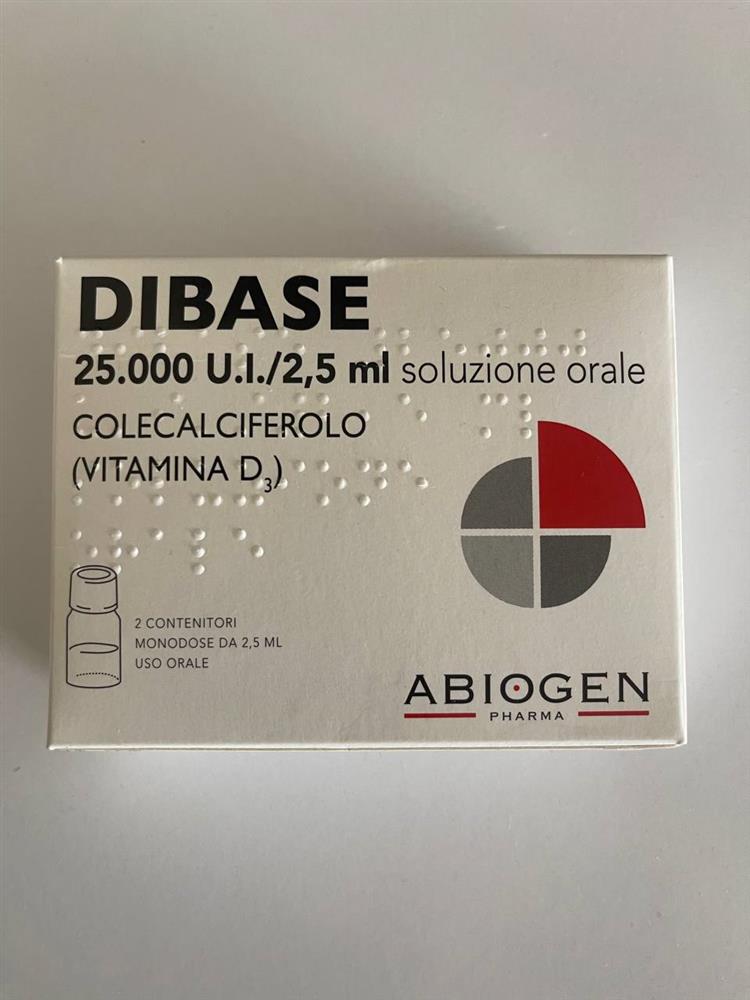 DIBASE
25.000 U.I./2,5 ml soluzione orale
COLECALCIFEROLO
(VITAMINA D₃)
2 CONTENITORI
MONODOSE DA 2,5 ML
USO ORALE
ABIOGEN
PHARMA